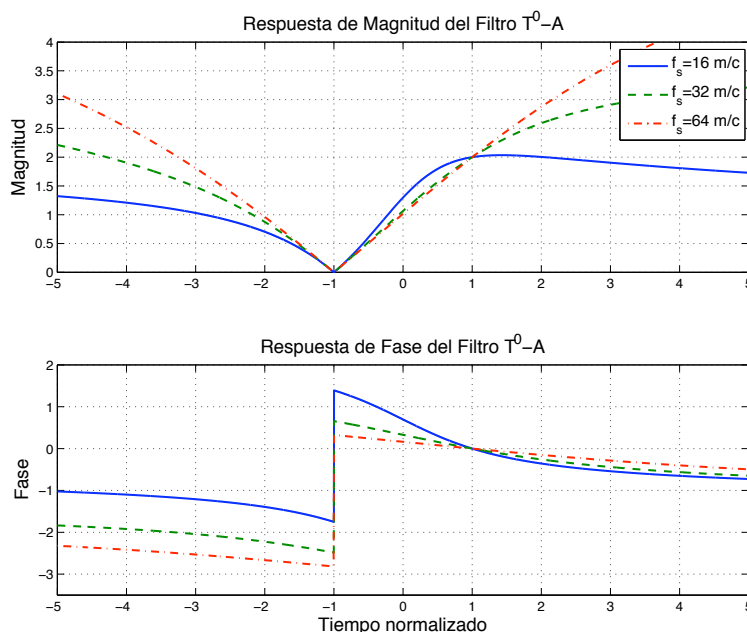 Respuesta de Magnitud del Filtro T⁰−A
Magnitud
4
3.5
3
2.5
2
1.5
1
0.5
0
−5 −4 −3 −2 −1 0 1 2 3 4 5
fₛ=16 m/c
fₛ=32 m/c
fₛ=64 m/c
Respuesta de Fase del Filtro T⁰−A
Fase
2
1
0
−1
−2
−3
−5 −4 −3 −2 −1 0 1 2 3 4 5
Tiempo normalizado